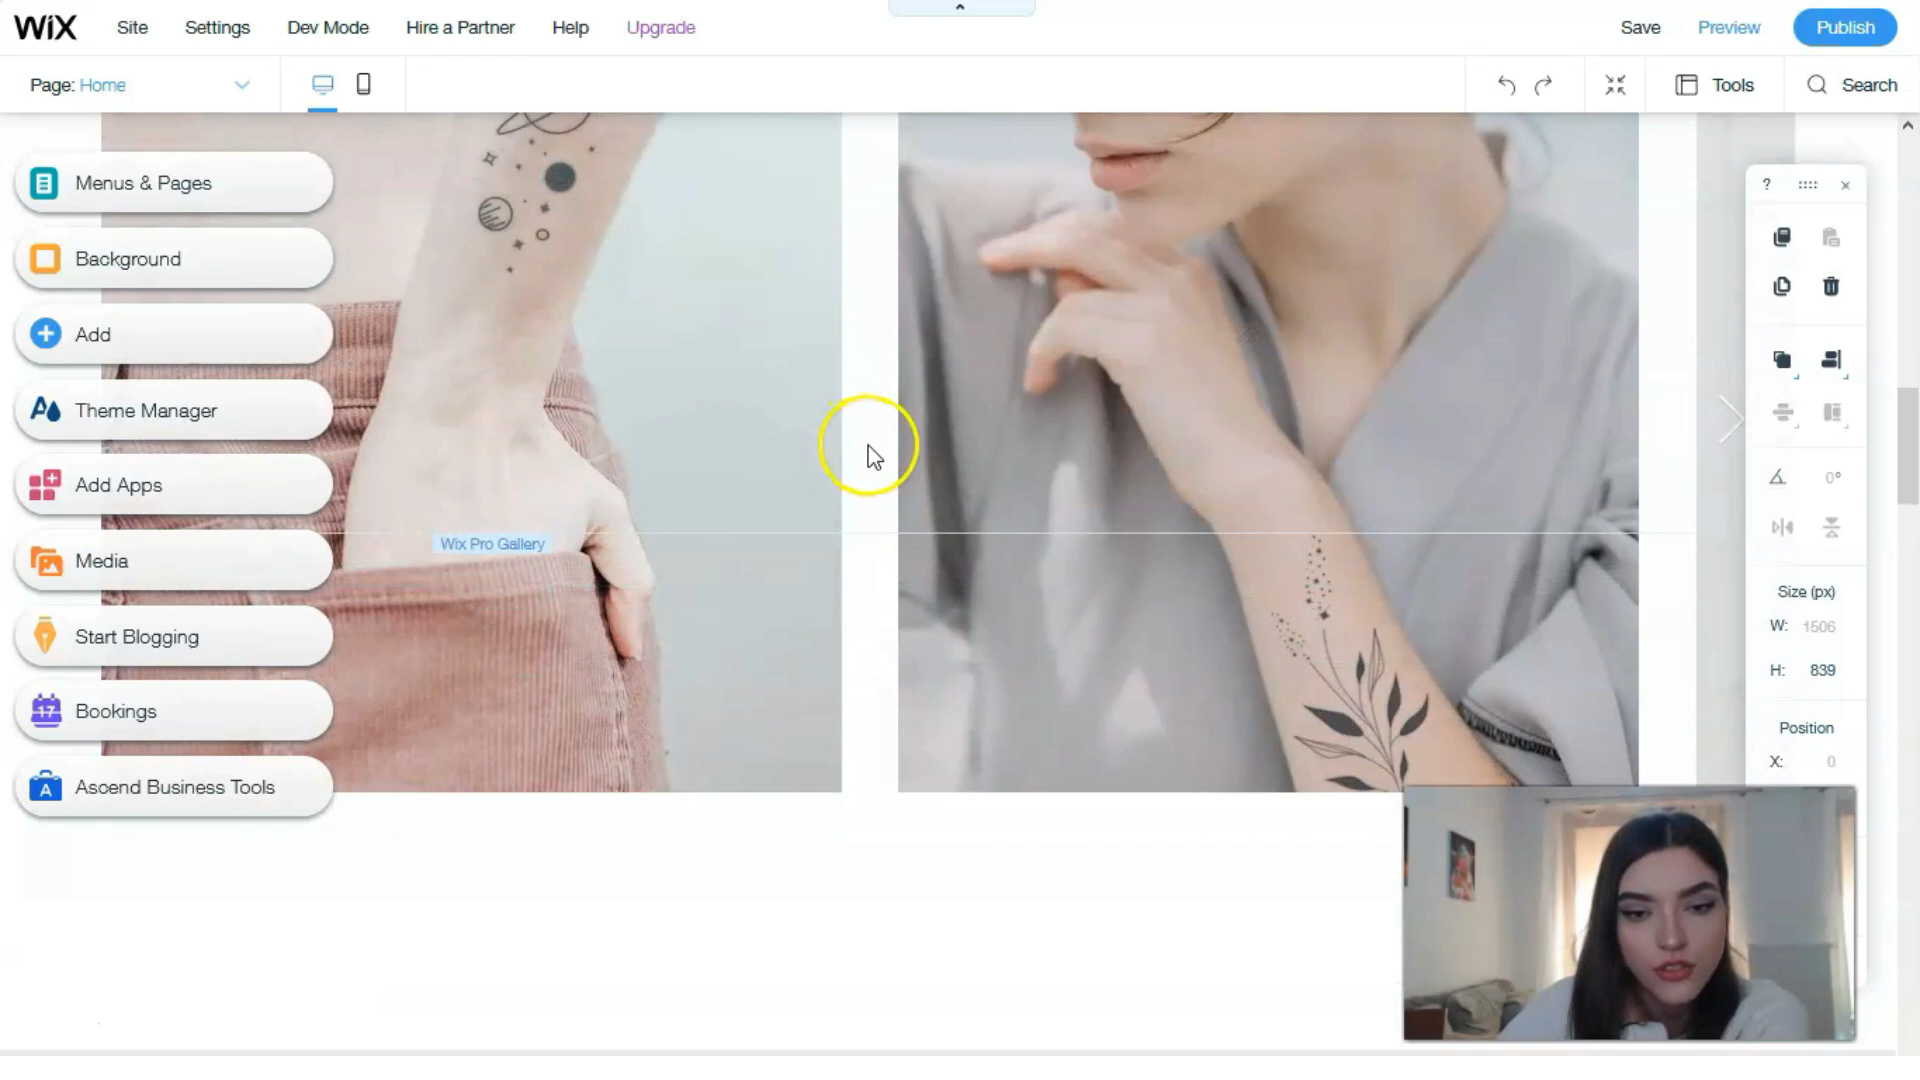 WiX Site Settings Dev Mode Hire a Partner Help Upgrade Save Preview Publish
Page: Home Tools Search
Menus & Pages
Background
Add
Theme Manager
Add Apps
Media
Start Blogging
Bookings
Ascend Business Tools
Wix Pro Gallery
?
0°
Size (px)
W: 1506
H: 839
Position
X: 0